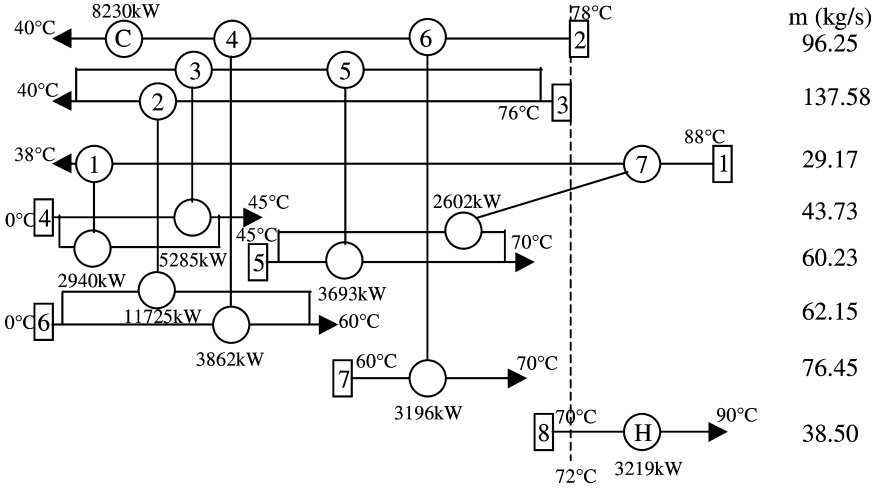 8230kW
78°C
m (kg/s)
40°C C 4 6 2 96.25
3 5
40°C 2 76°C 3 137.58
88°C
38°C 1 7 1 29.17
2602kW
0°C 4 45°C 43.73
45°C 70°C
5285kW 5 60.23
2940kW 3693kW
0°C 6 11725kW 60°C 62.15
3862kW
60°C 70°C
7 76.45
3196kW
70°C 90°C
8 H 38.50
72°C 3219kW